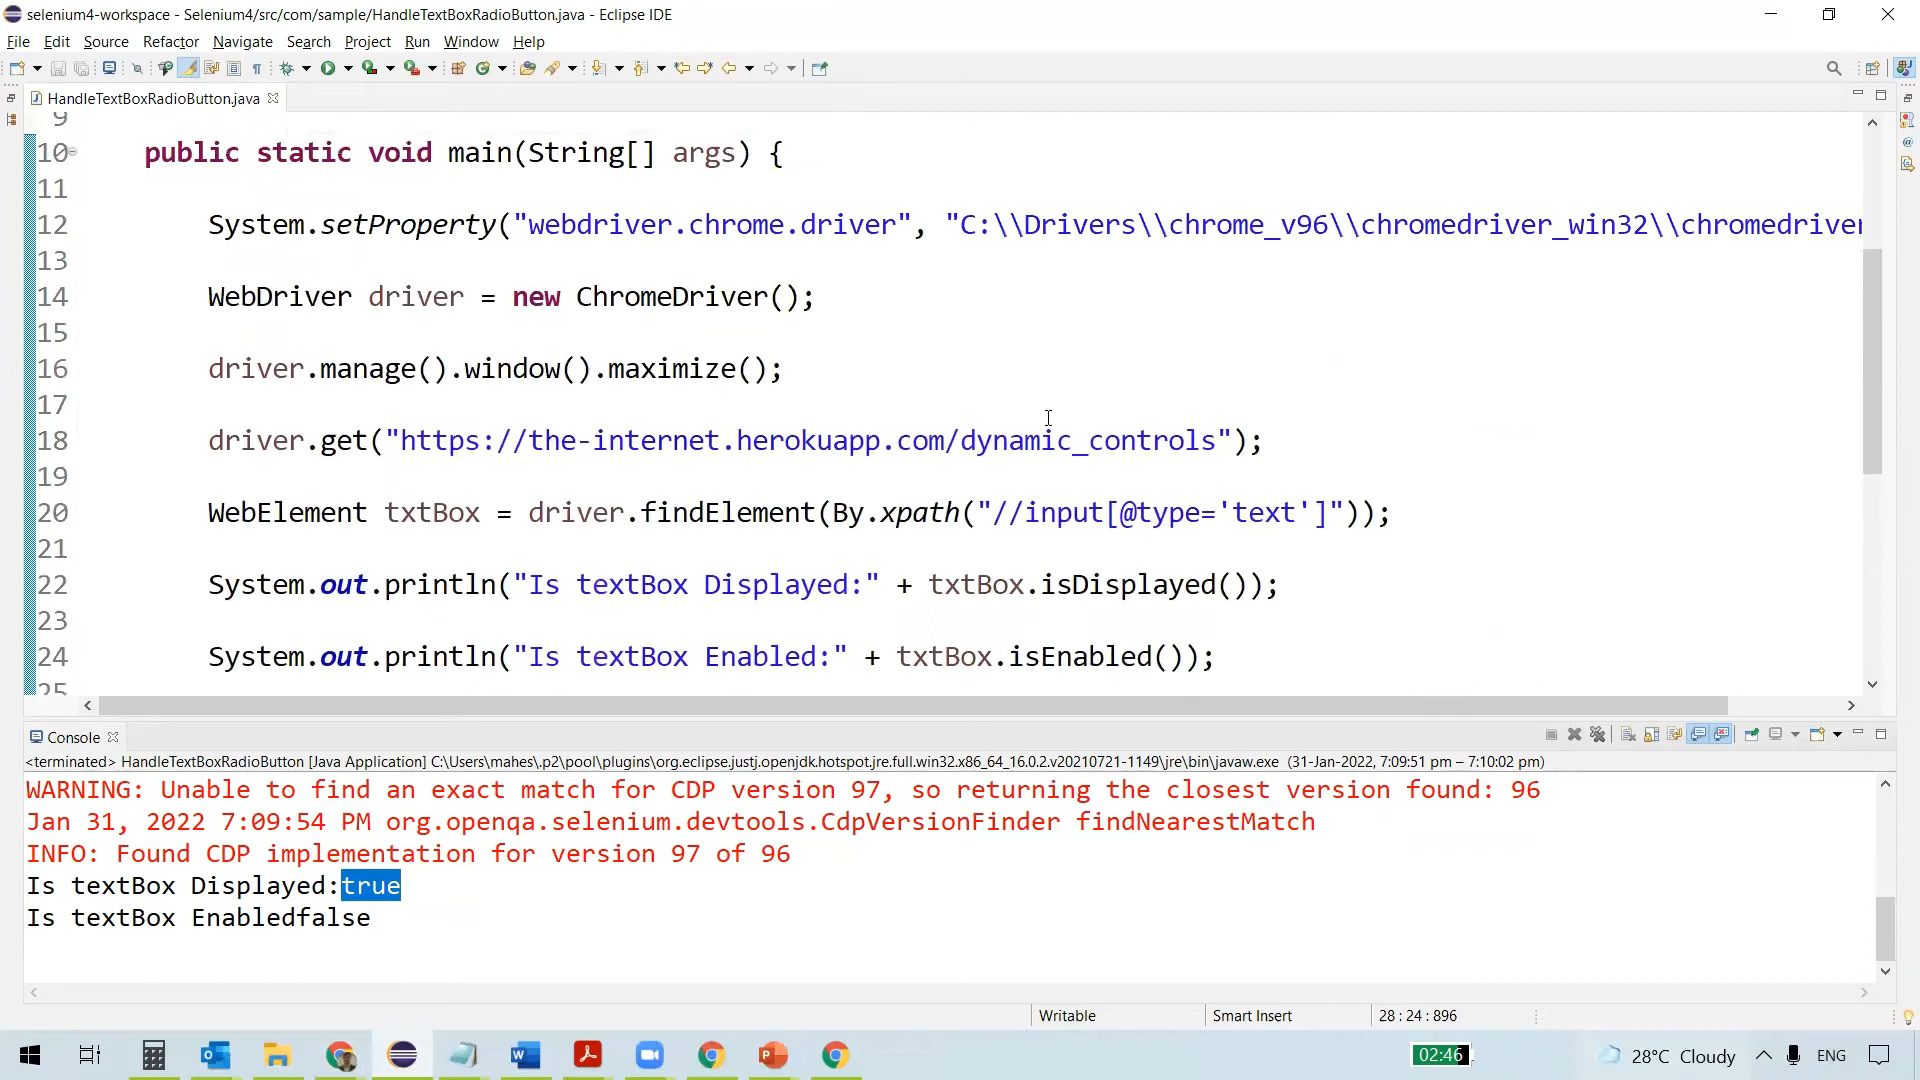 selenium4-workspace - Selenium4/src/com/sample/HandleTextBoxRadioButton.java - Eclipse IDE
File Edit Source Refactor Navigate Search Project Run Window Help
HandleTextBoxRadioButton.java
9
10 public static void main(String[] args) {
11
12 System.setProperty("webdriver.chrome.driver", "C:\\Drivers\\chrome_v96\\chromedriver_win32\\chromedriver
13
14 WebDriver driver = new ChromeDriver();
15
16 driver.manage().window().maximize();
17
18 driver.get("https://the-internet.herokuapp.com/dynamic_controls");
19
20 WebElement txtBox = driver.findElement(By.xpath("//input[@type='text']"));
21
22 System.out.println("Is textBox Displayed:" + txtBox.isDisplayed());
23
24 System.out.println("Is textBox Enabled:" + txtBox.isEnabled());
25
Console
<terminated> HandleTextBoxRadioButton [Java Application] C:\Users\mahes\.p2\pool\plugins\org.eclipse.justj.openjdk.hotspot.jre.full.win32.x86_64_16.0.2.v20210721-1149\jre\bin\javaw.exe (31-Jan-2022, 7:09:51 pm – 7:10:02 pm)
WARNING: Unable to find an exact match for CDP version 97, so returning the closest version found: 96
Jan 31, 2022 7:09:54 PM org.openqa.selenium.devtools.CdpVersionFinder findNearestMatch
INFO: Found CDP implementation for version 97 of 96
Is textBox Displayed:true
Is textBox Enabledfalse
Writable Smart Insert 28 : 24 : 896
02:46 28°C Cloudy ENG